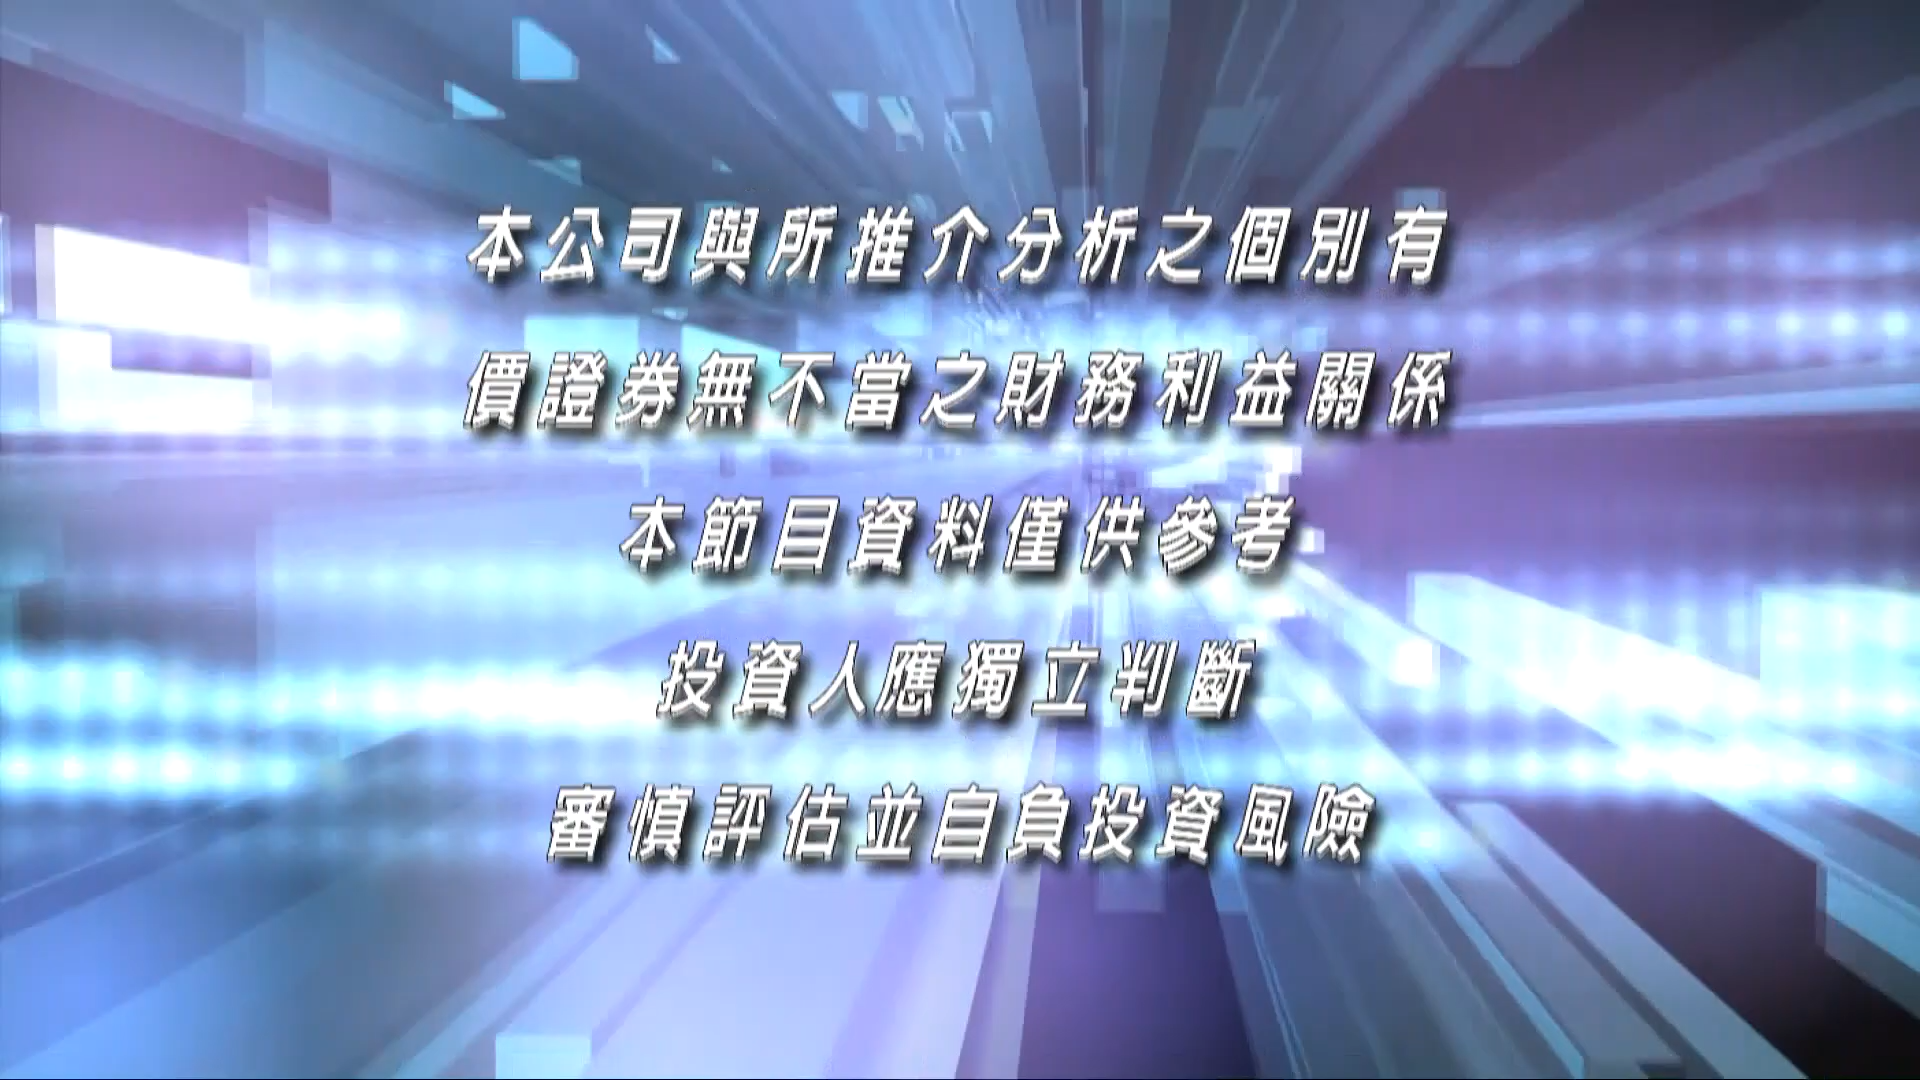 本公司與所推介分析之個別有
價證券無不當之財務利益關係
本節目資料僅供參考
投資人應獨立判斷
審慎評估並自負投資風險